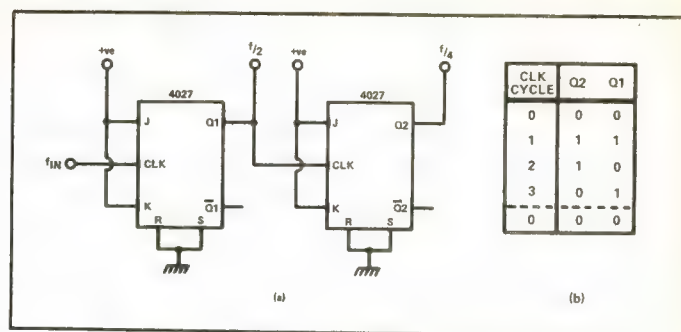 +ve
f/2
+ve
f/4
4027
4027
J Q1
J Q2
fIN CLK
CLK
K Q̅1̅
K Q̅2̅
R S
R S
(a)
CLK CYCLE Q2 Q1
0 0 0
1 1 1
2 1 0
3 0 1
0 0 0
(b)